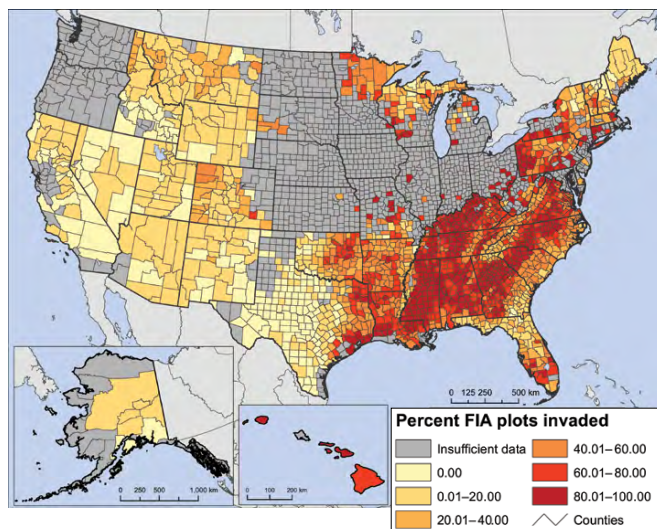 0 125 250 500 km
0 250 500 1,000 km
0 100 200 km
Percent FIA plots invaded
Insufficient data
0.00
0.01–20.00
20.01–40.00
40.01–60.00
60.01–80.00
80.01–100.00
Counties